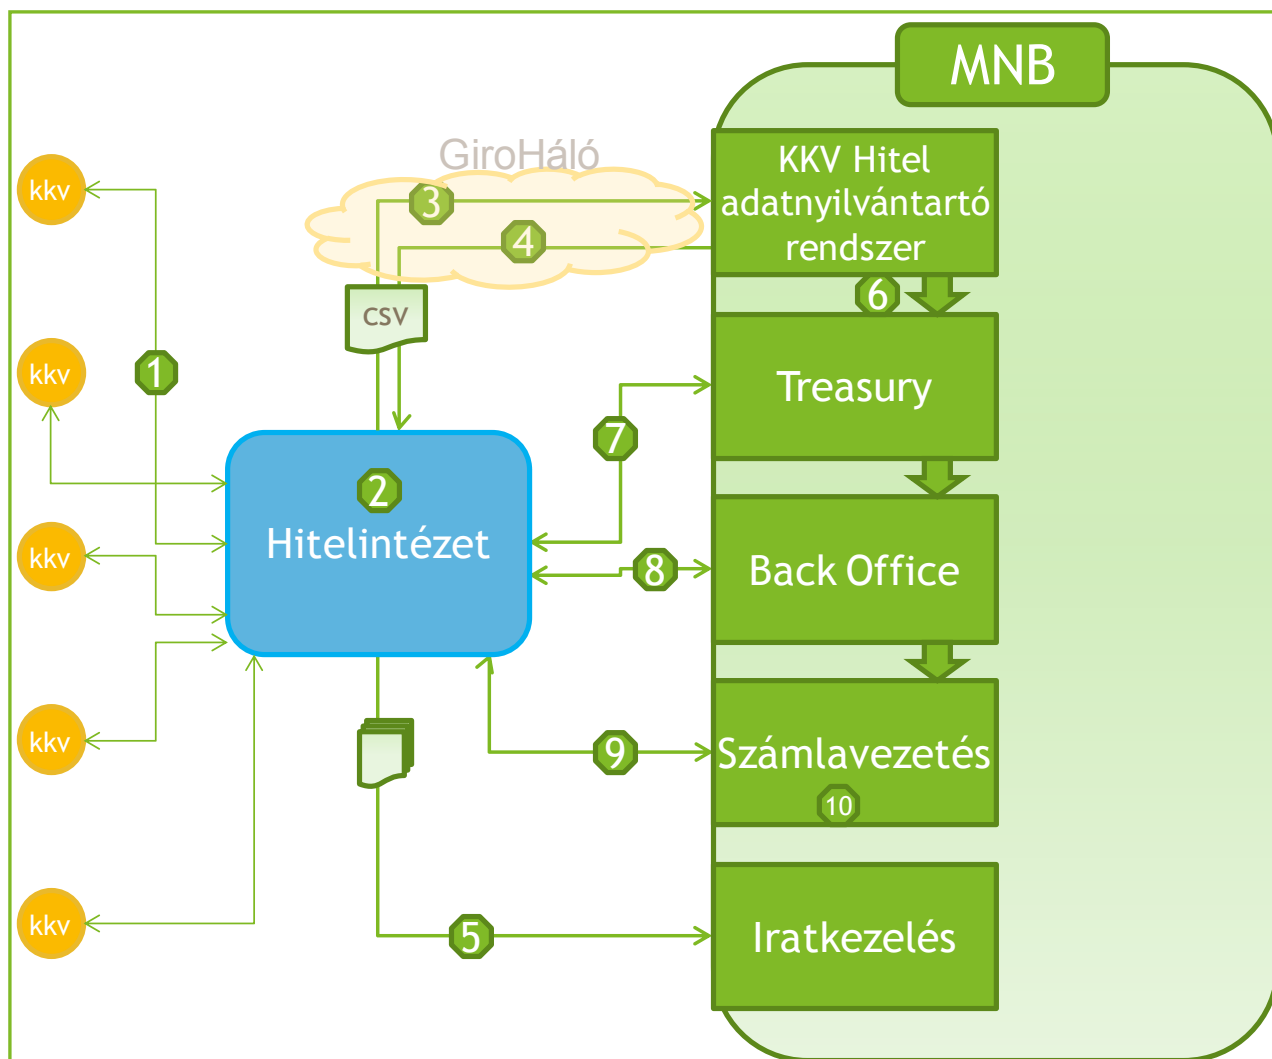 MNB
GiroHáló
KKV Hitel
adatnyilvántartó
rendszer
kkv
3
4
6
CSV
kkv
1
Treasury
7
2
Hitelintézet
kkv
8
Back Office
kkv
9
Számlavezetés
10
kkv
5
Iratkezelés